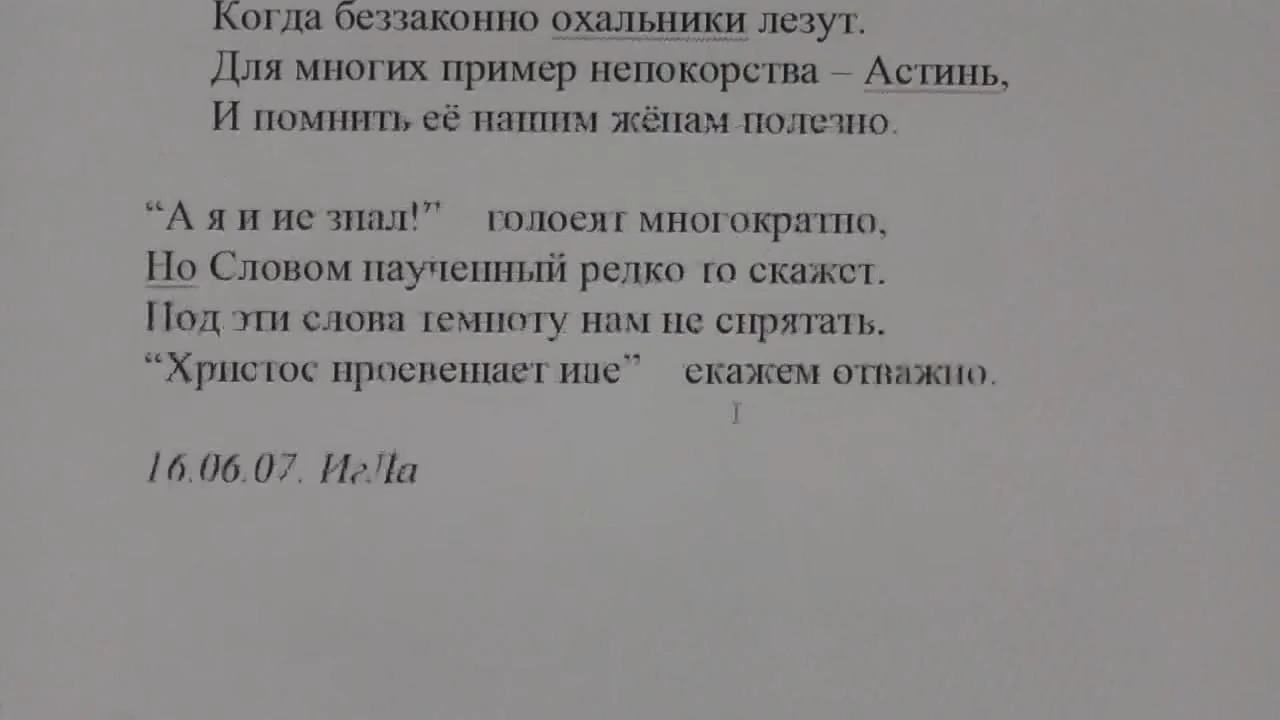 Когда беззаконно охальники лезут.
Для многих пример непокорства – Астинь,
И помнить её нашим жёнам полезно.
“А я и не знал!” голосят многократно,
Но Словом наученный редко то скажет.
Под эти слова темноту нам не спрятать.
“Христос просвещает нас” скажем отважно.
16.06.07. ИгЛа